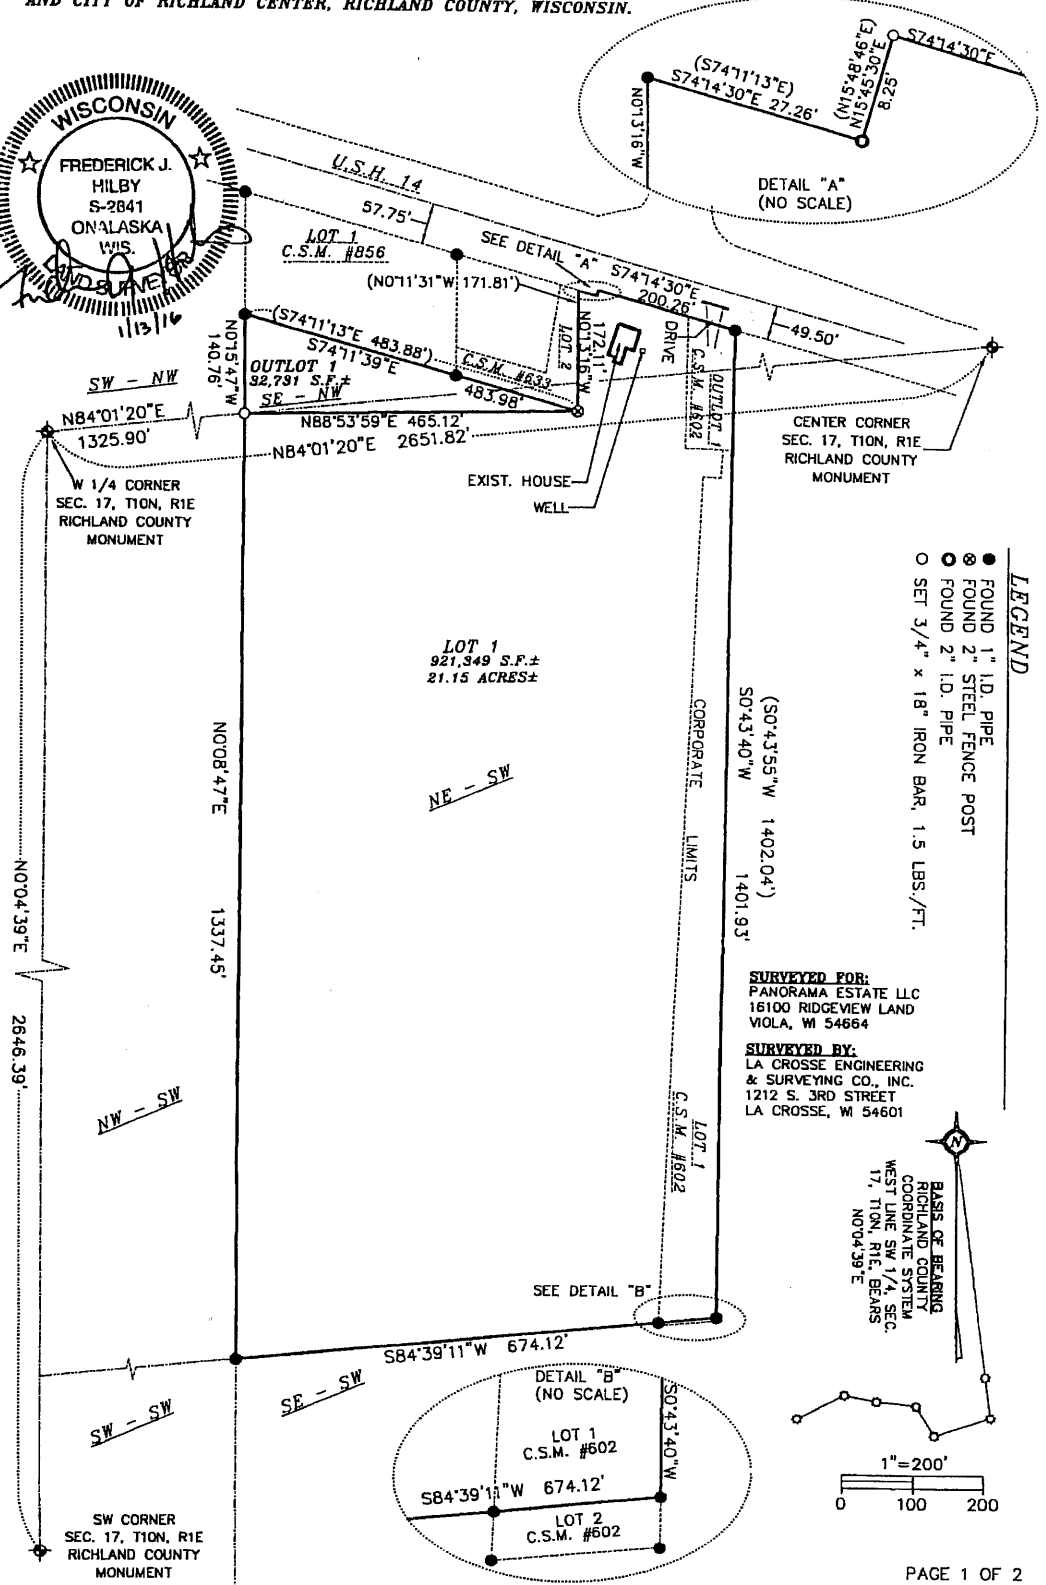 AND CITY OF RICHLAND CENTER, RICHLAND COUNTY, WISCONSIN.
WISCONSIN
FREDERICK J.
HILBY
S-2841
ONALASKA
WIS.
LAND SURVEYOR
1/13/16
(S74°11'13"E)
S74°14'30"E 27.26'
N0°13'16"W
(N15°48'46"E)
N15°45'30"E
8.25'
S74°14'30"E
DETAIL "A"
(NO SCALE)
U.S.H. 14
57.75'
LOT 1
C.S.M. #856
SEE DETAIL "A"
S74°14'30"E
200.26'
49.50'
(N0°11'31"W 171.81')
N0°13'16"W
172.11'
LOT 2
C.S.M. #633
DRIVE
OUTLOT 1
C.S.M. #602
(S74°11'13"E 483.88')
S74°11'39"E
483.98'
N0°15'47"W
140.76'
OUTLOT 1
32,731 S.F.±
SE - NW
SW - NW
N84°01'20"E
1325.90'
N88°53'59"E 465.12'
N84°01'20"E 2651.82'
W 1/4 CORNER
SEC. 17, T10N, R1E
RICHLAND COUNTY
MONUMENT
CENTER CORNER
SEC. 17, T10N, R1E
RICHLAND COUNTY
MONUMENT
EXIST. HOUSE
WELL
LEGEND
FOUND 1" I.D. PIPE
FOUND 2" STEEL FENCE POST
FOUND 2" I.D. PIPE
SET 3/4" x 18" IRON BAR, 1.5 LBS./FT.
LOT 1
921,349 S.F.±
21.15 ACRES±
NE - SW
CORPORATE LIMITS
(S0°43'55"W 1402.04')
S0°43'40"W 1401.93'
N0°08'47"E 1337.45'
N0°04'39"E 2646.39'
SURVEYED FOR:
PANORAMA ESTATE LLC
16100 RIDGEVIEW LAND
VIOLA, WI 54664
SURVEYED BY:
LA CROSSE ENGINEERING
& SURVEYING CO., INC.
1212 S. 3RD STREET
LA CROSSE, WI 54601
NW - SW
LOT 1
C.S.M. #602
N
BASIS OF BEARING
RICHLAND COUNTY
COORDINATE SYSTEM
WEST LINE SW 1/4, SEC.
17, T10N, R1E, BEARS
N0°04'39"E
SEE DETAIL "B"
S84°39'11"W 674.12'
SE - SW
SW - SW
DETAIL "B"
(NO SCALE)
LOT 1
C.S.M. #602
S0°43'40"W
S84°39'11"W 674.12'
LOT 2
C.S.M. #602
1"=200'
0 100 200
SW CORNER
SEC. 17, T10N, R1E
RICHLAND COUNTY
MONUMENT
PAGE 1 OF 2